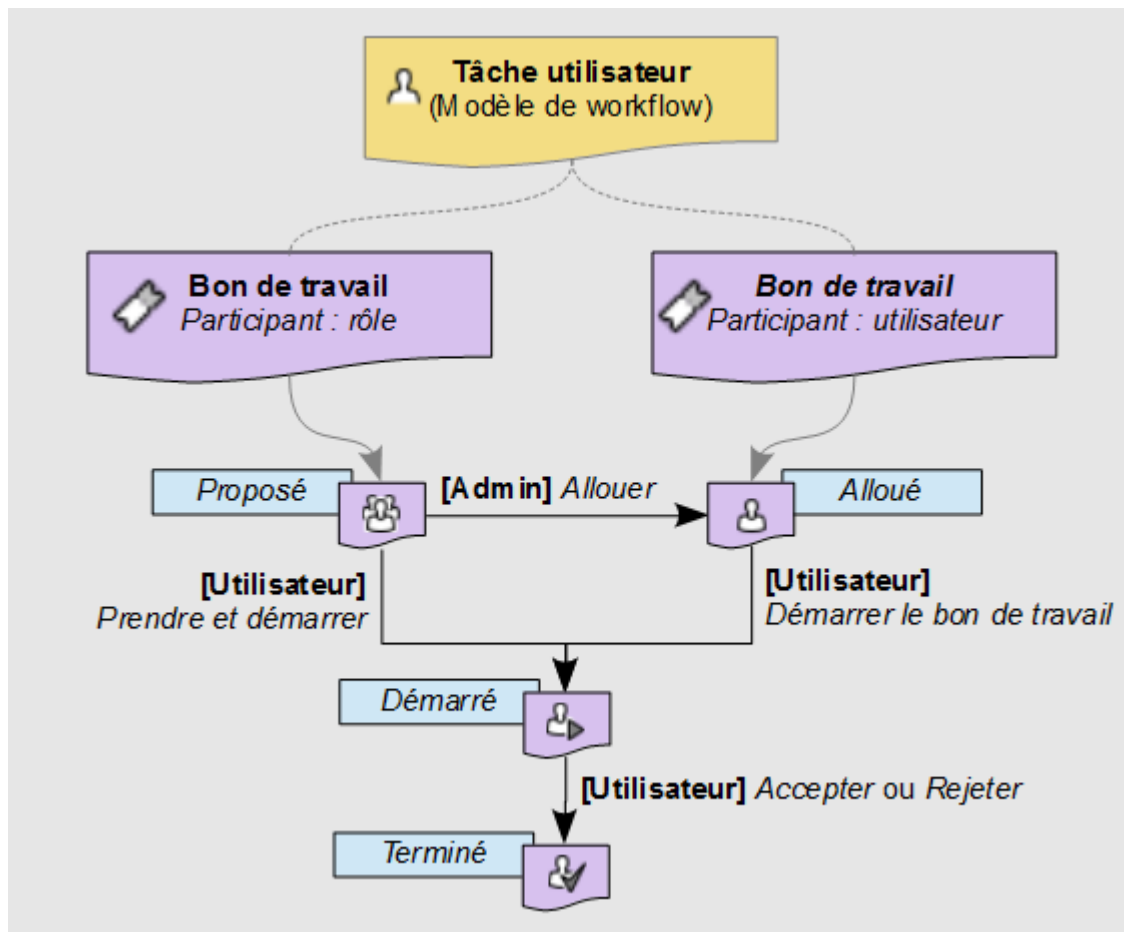 Tâche utilisateur
(Modèle de workflow)
Bon de travail
Participant : rôle
Bon de travail
Participant : utilisateur
Proposé
[Admin] Allouer
Alloué
[Utilisateur]
Prendre et démarrer
[Utilisateur]
Démarrer le bon de travail
Démarré
[Utilisateur] Accepter ou Rejeter
Terminé